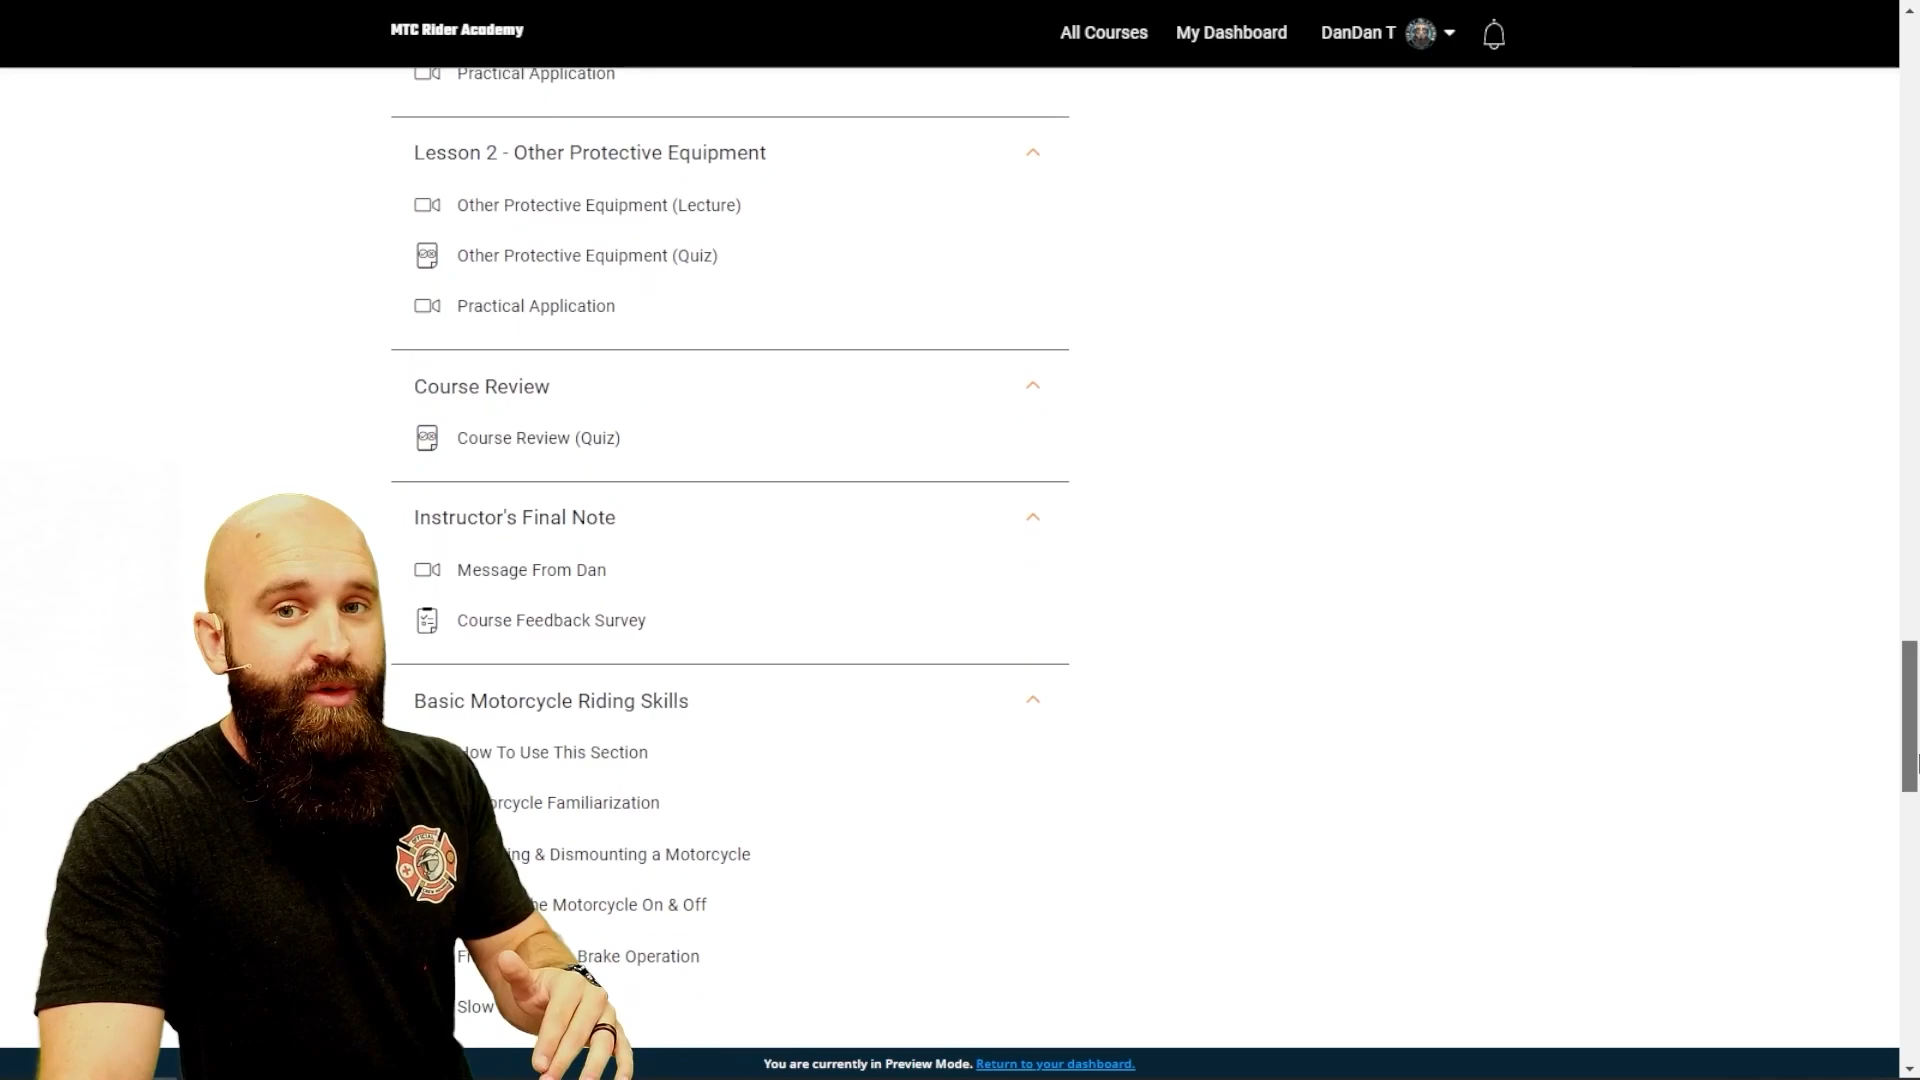 MTC Rider Academy
All Courses
My Dashboard
DanDan T
Practical Application
Lesson 2 - Other Protective Equipment
Other Protective Equipment (Lecture)
Other Protective Equipment (Quiz)
Practical Application
Course Review
Course Review (Quiz)
Instructor's Final Note
Message From Dan
Course Feedback Survey
Basic Motorcycle Riding Skills
How To Use This Section
orcycle Familiarization
ing & Dismounting a Motorcycle
he Motorcycle On & Off
Brake Operation
Slow
You are currently in Preview Mode. Return to your dashboard.